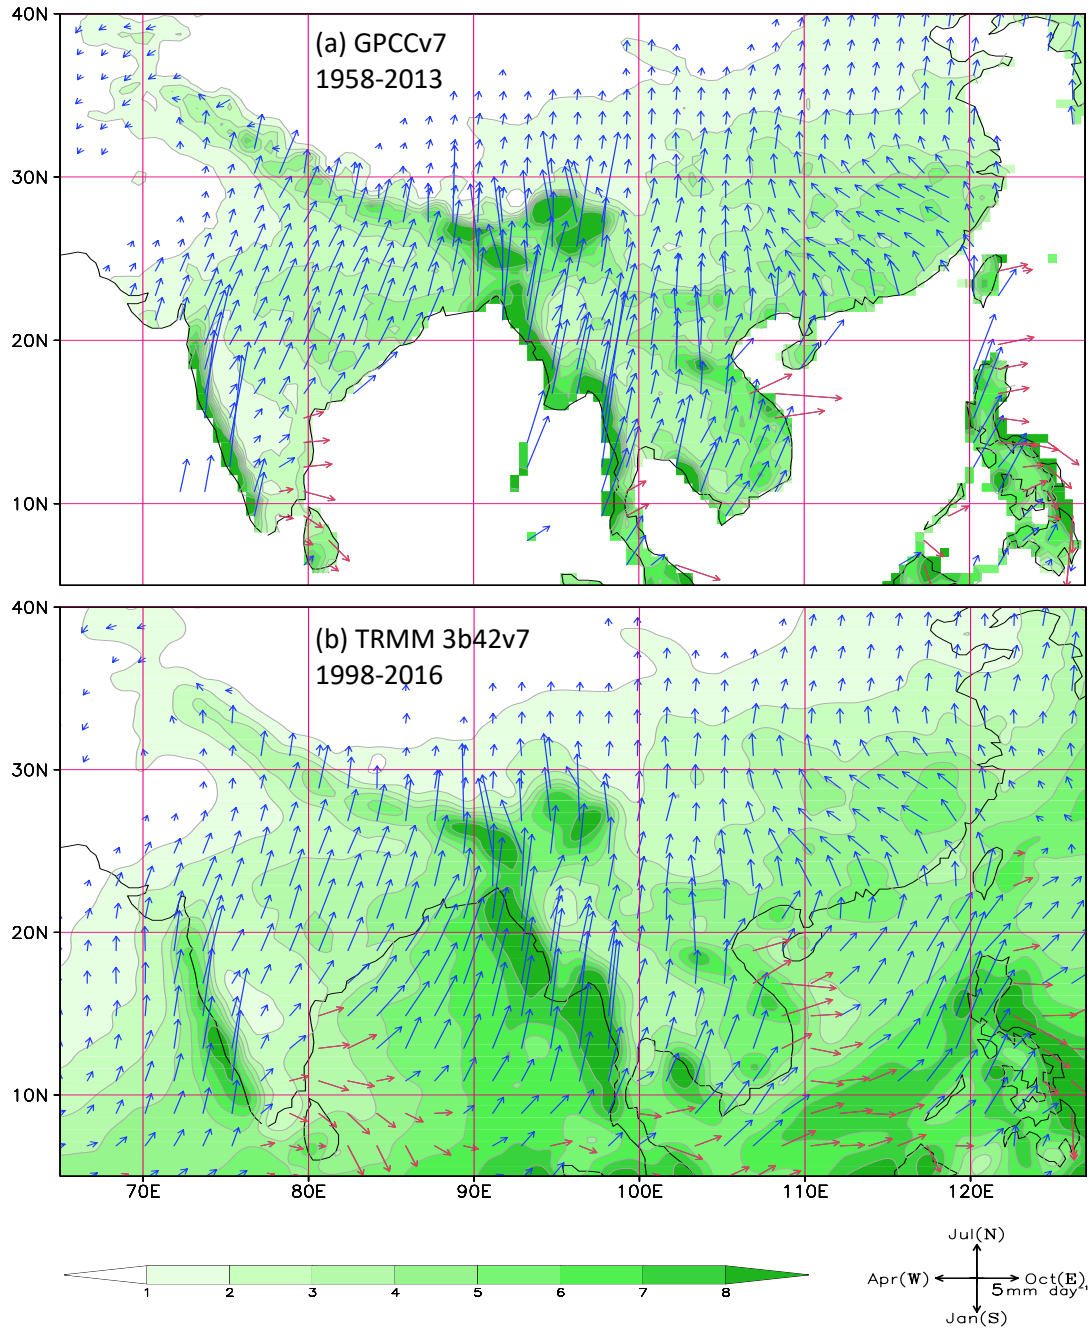 40N
(a) GPCCv7
1958-2013
30N
20N
10N
40N
(b) TRMM 3b42v7
1998-2016
30N
20N
10N
70E 80E 90E 100E 110E 120E
Jul(N)
Apr(W) Oct(E)
5mm day
Jan(S)
1 2 3 4 5 6 7 8